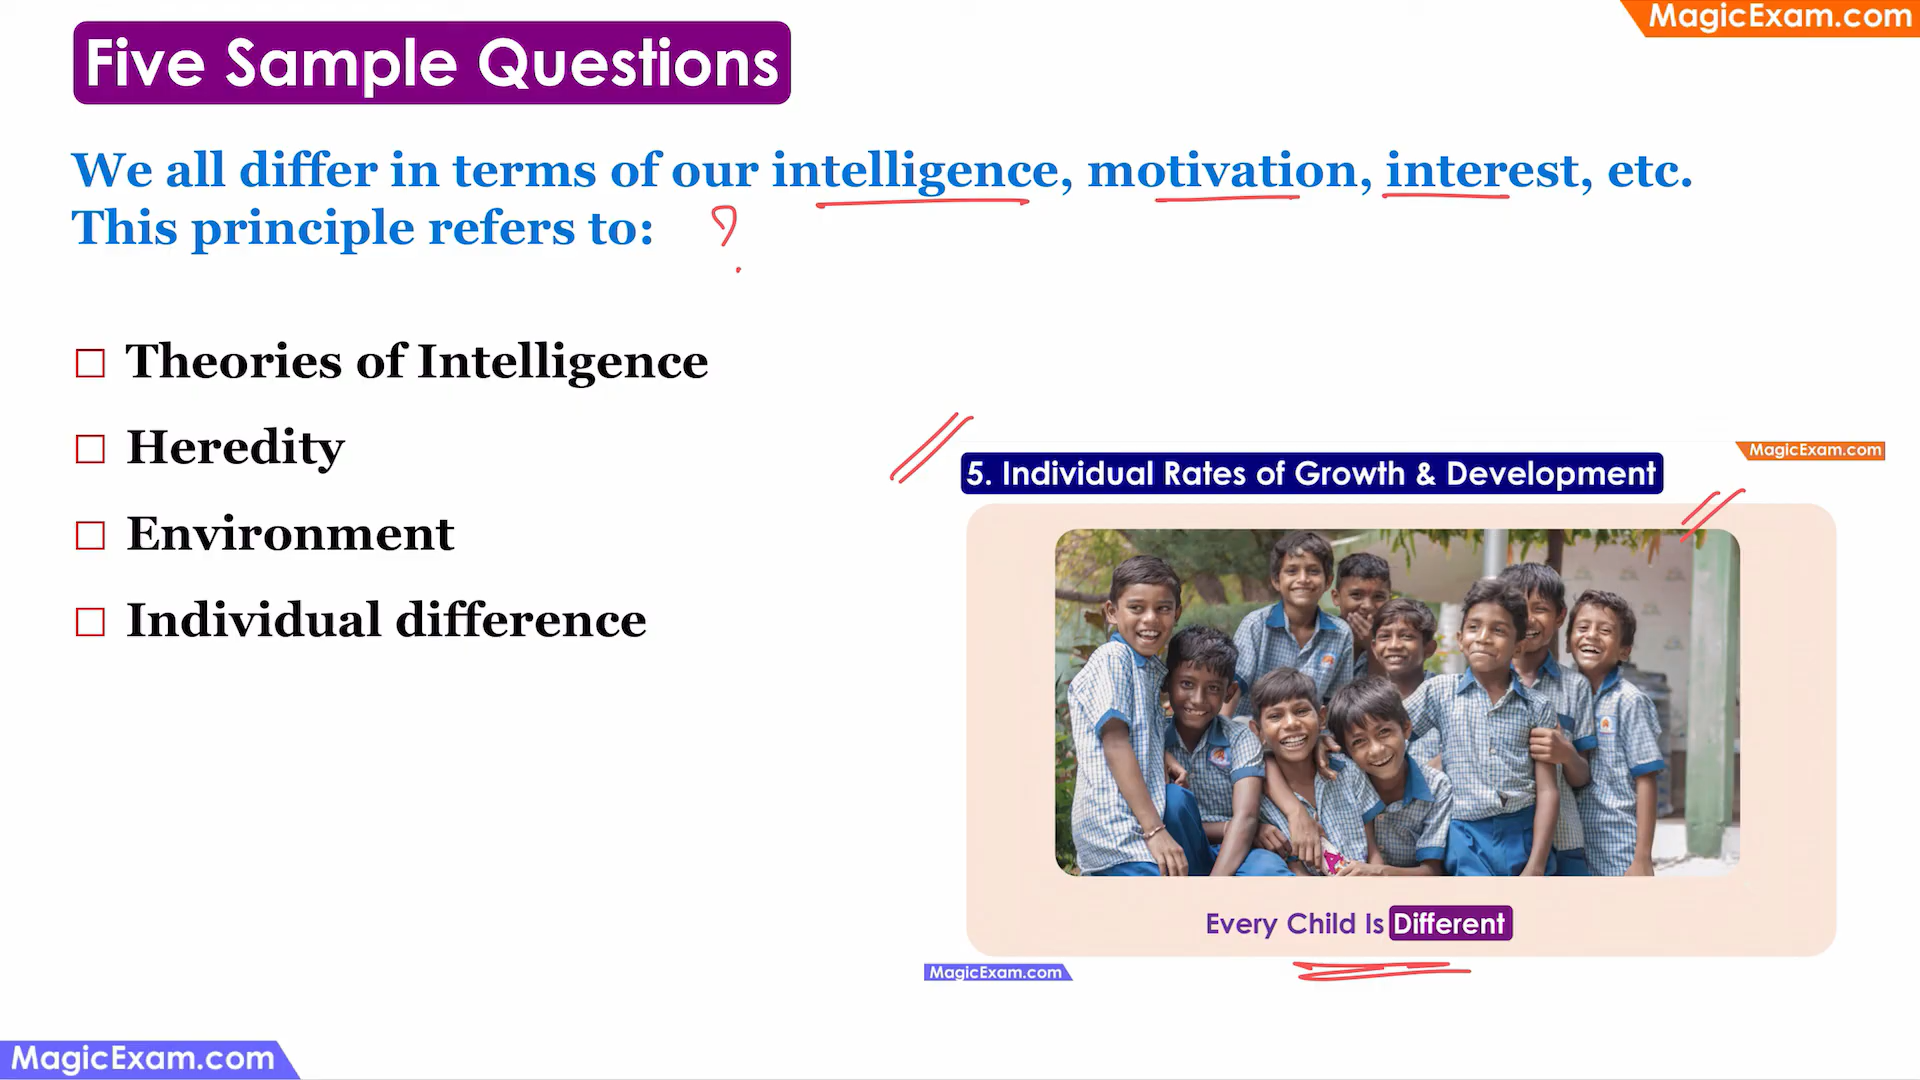 MagicExam.com
Five Sample Questions
We all differ in terms of our intelligence, motivation, interest, etc.
This principle refers to: ?
Theories of Intelligence
Heredity
Environment
Individual difference
MagicExam.com
5. Individual Rates of Growth & Development
Every Child Is Different
MagicExam.com
MagicExam.com